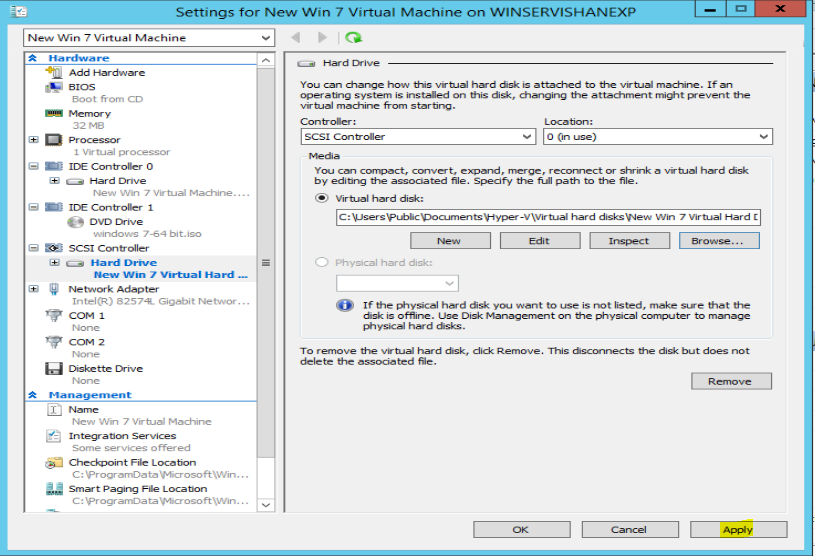 Settings for New Win 7 Virtual Machine on WINSERVISHANEXP
New Win 7 Virtual Machine
Hardware
Add Hardware
BIOS
Boot from CD
Memory
32 MB
Processor
1 Virtual processor
IDE Controller 0
Hard Drive
New Win 7 Virtual Machine....
IDE Controller 1
DVD Drive
windows 7-64 bit.iso
SCSI Controller
Hard Drive
New Win 7 Virtual Hard ...
Network Adapter
Intel(R) 82574L Gigabit Networ...
COM 1
None
COM 2
None
Diskette Drive
None
Management
Name
New Win 7 Virtual Machine
Integration Services
Some services offered
Checkpoint File Location
C:\ProgramData\Microsoft\Win...
Smart Paging File Location
C:\ProgramData\Microsoft\Win...
Hard Drive
You can change how this virtual hard disk is attached to the virtual machine. If an
operating system is installed on this disk, changing the attachment might prevent the
virtual machine from starting.
Controller: Location:
SCSI Controller 0 (in use)
Media
You can compact, convert, expand, merge, reconnect or shrink a virtual hard disk
by editing the associated file. Specify the full path to the file.
Virtual hard disk:
C:\Users\Public\Documents\Hyper-V\Virtual hard disks\New Win 7 Virtual Hard D
New Edit Inspect Browse...
Physical hard disk:
If the physical hard disk you want to use is not listed, make sure that the
disk is offline. Use Disk Management on the physical computer to manage
physical hard disks.
To remove the virtual hard disk, click Remove. This disconnects the disk but does not
delete the associated file.
Remove
OK Cancel Apply